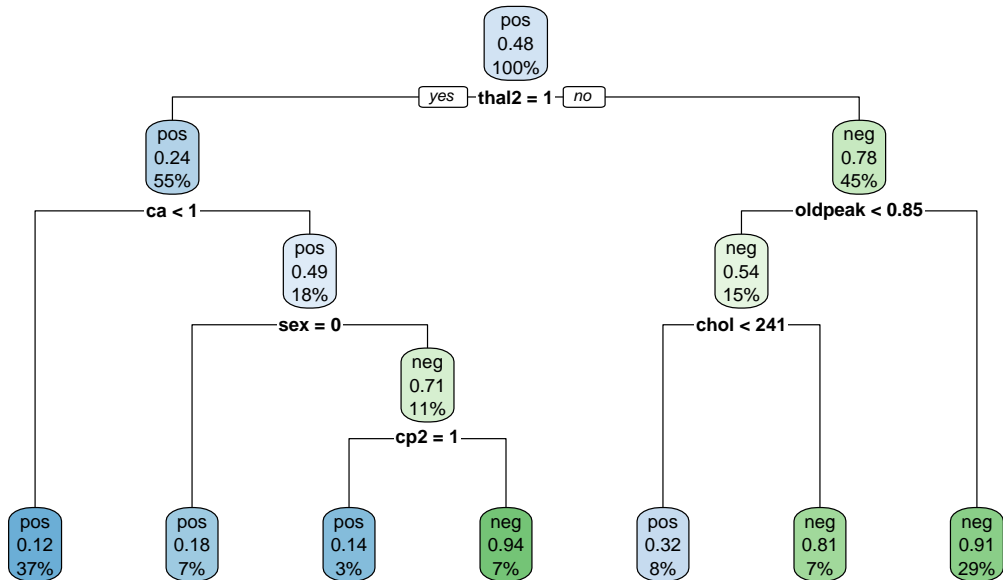 pos
0.48
100%
yes thal2 = 1 no
pos
0.24
55%
neg
0.78
45%
ca < 1
oldpeak < 0.85
pos
0.49
18%
neg
0.54
15%
sex = 0
chol < 241
neg
0.71
11%
cp2 = 1
pos
0.12
37%
pos
0.18
7%
pos
0.14
3%
neg
0.94
7%
pos
0.32
8%
neg
0.81
7%
neg
0.91
29%